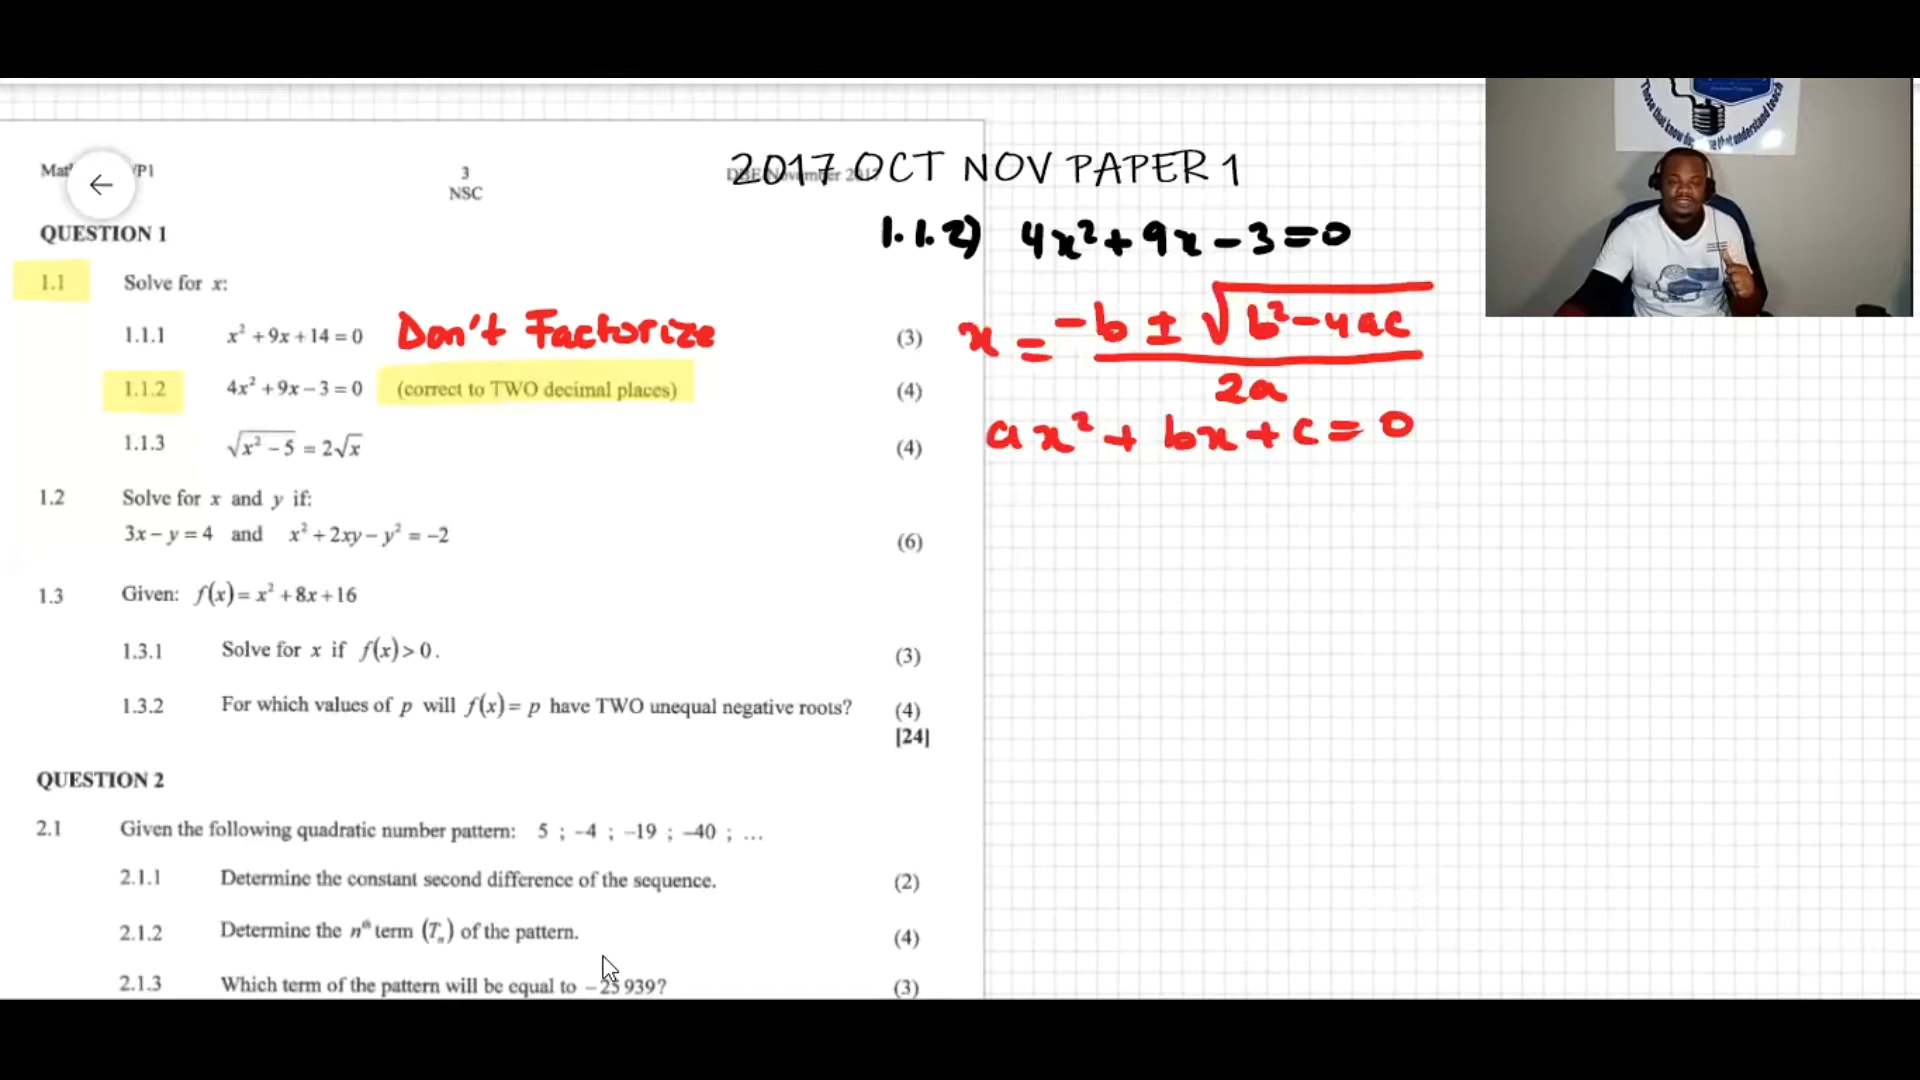 2017 OCT NOV PAPER 1
/P1
3
NSC
QUESTION 1
1.1 Solve for x:
1.1.1 x² + 9x + 14 = 0 Don't Factorize (3)
1.1.2 4x² + 9x − 3 = 0 (correct to TWO decimal places) (4)
1.1.3 √(x² − 5) = 2√x (4)
1.2 Solve for x and y if:
3x − y = 4 and x² + 2xy − y² = −2 (6)
1.3 Given: f(x) = x² + 8x + 16
1.3.1 Solve for x if f(x) > 0. (3)
1.3.2 For which values of p will f(x) = p have TWO unequal negative roots? (4)
[24]
QUESTION 2
2.1 Given the following quadratic number pattern: 5 ; −4 ; −19 ; −40 ; ...
2.1.1 Determine the constant second difference of the sequence. (2)
2.1.2 Determine the nᵗʰ term (Tₙ) of the pattern. (4)
2.1.3 Which term of the pattern will be equal to −25 939? (3)
1.1.2) 4x² + 9x − 3 = 0
x = −b ± √(b² − 4ac)
2a
ax² + bx + c = 0
Those that know do
that understand teach